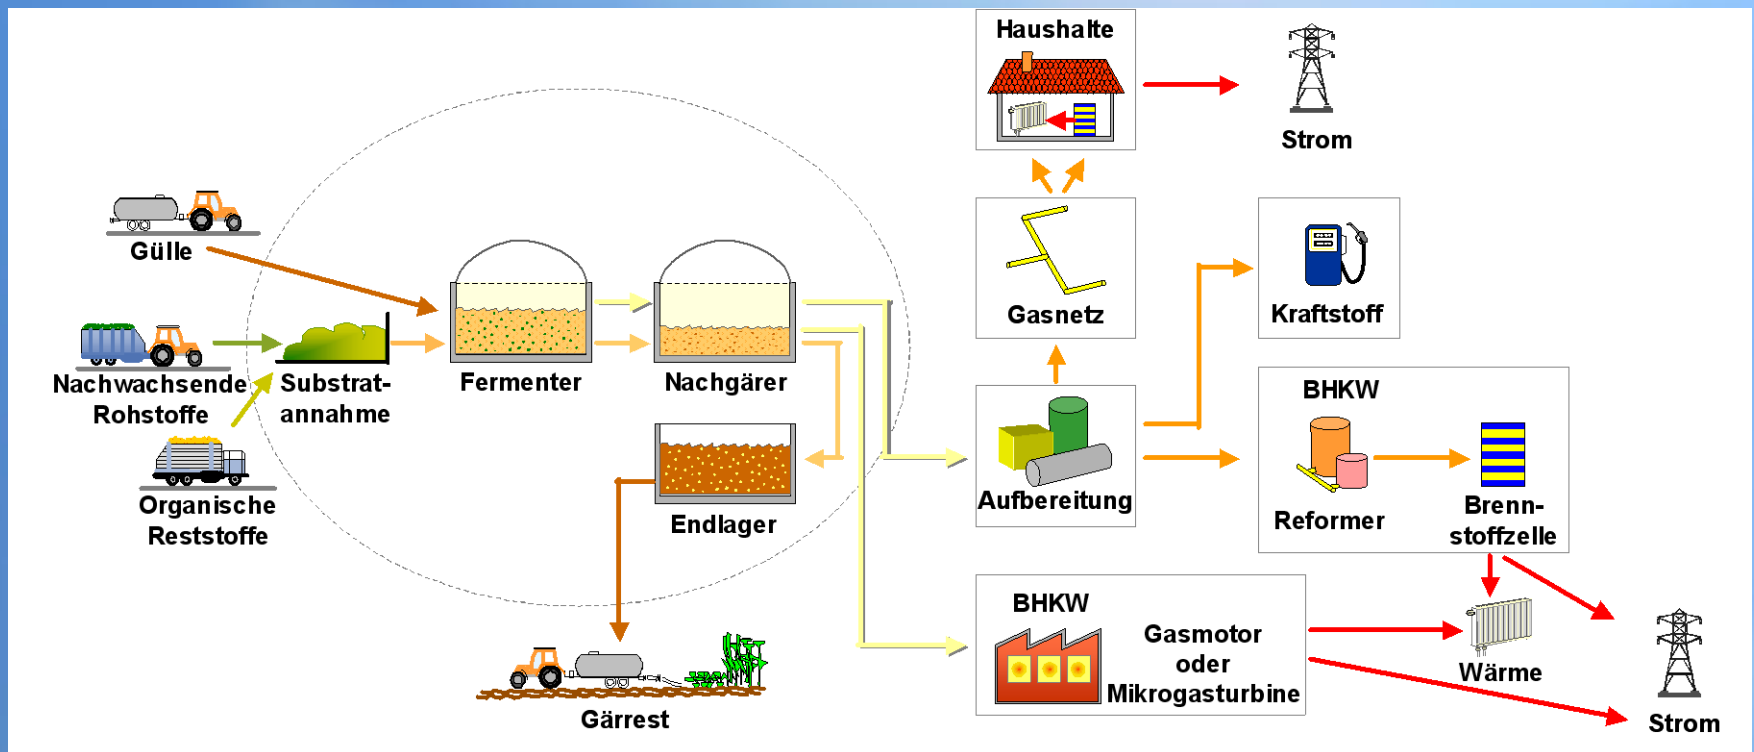 Haushalte
Strom
Gülle
Gasnetz
Kraftstoff
Nachwachsende
Rohstoffe
Substrat-
annahme
Fermenter
Nachgärer
BHKW
Organische
Reststoffe
Endlager
Aufbereitung
Reformer
Brenn-
stoffzelle
BHKW
Gasmotor
oder
Mikrogasturbine
Wärme
Gärrest
Strom